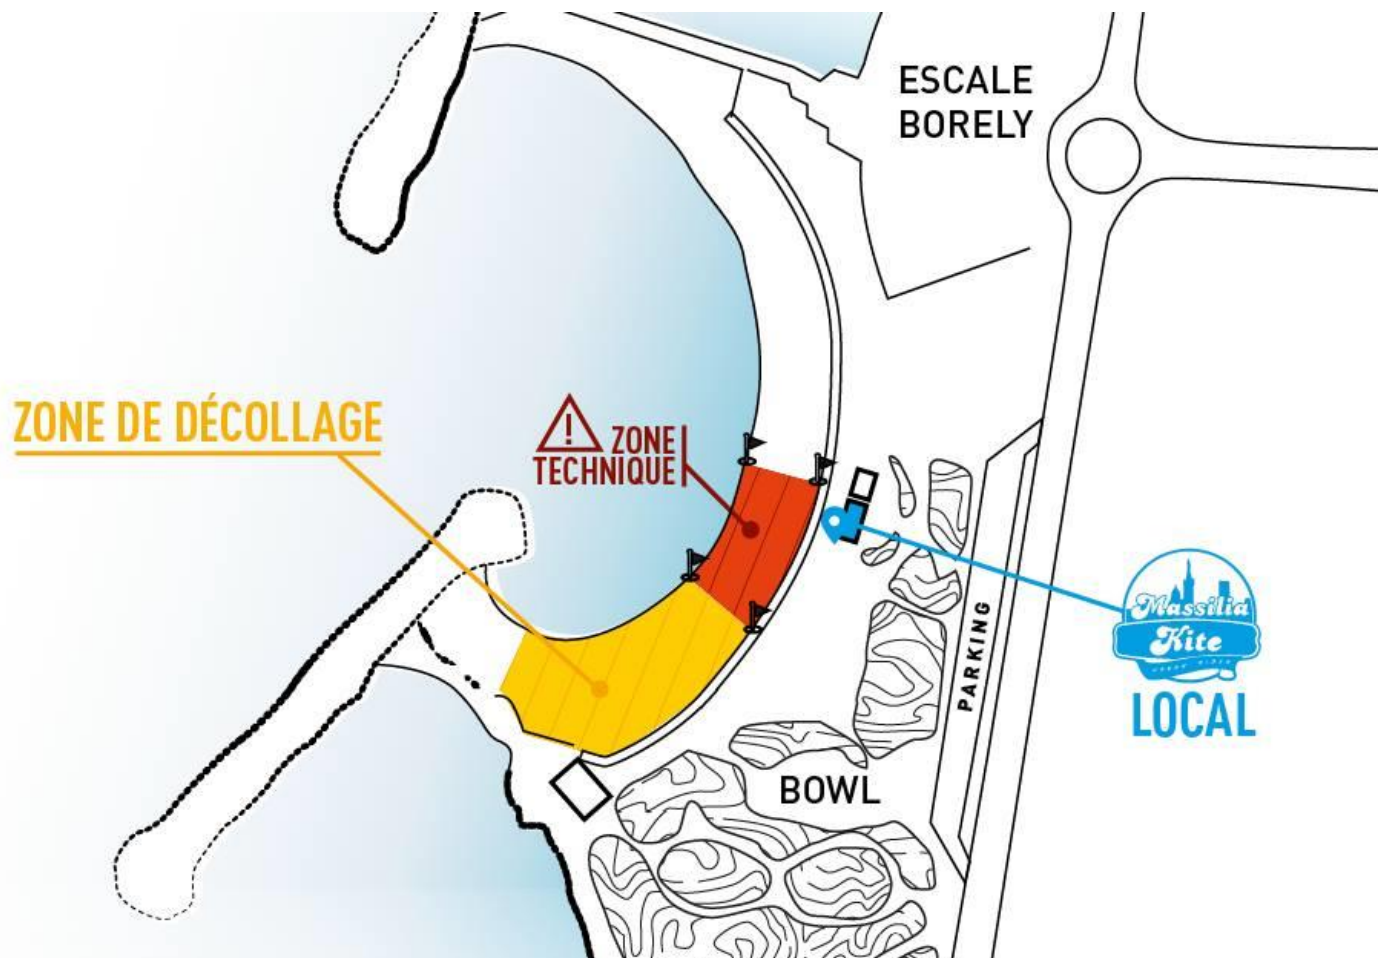 ESCALE
BORELY
ZONE DE DÉCOLLAGE
ZONE
TECHNIQUE
PARKING
Massilia
Kite
LOCAL
BOWL